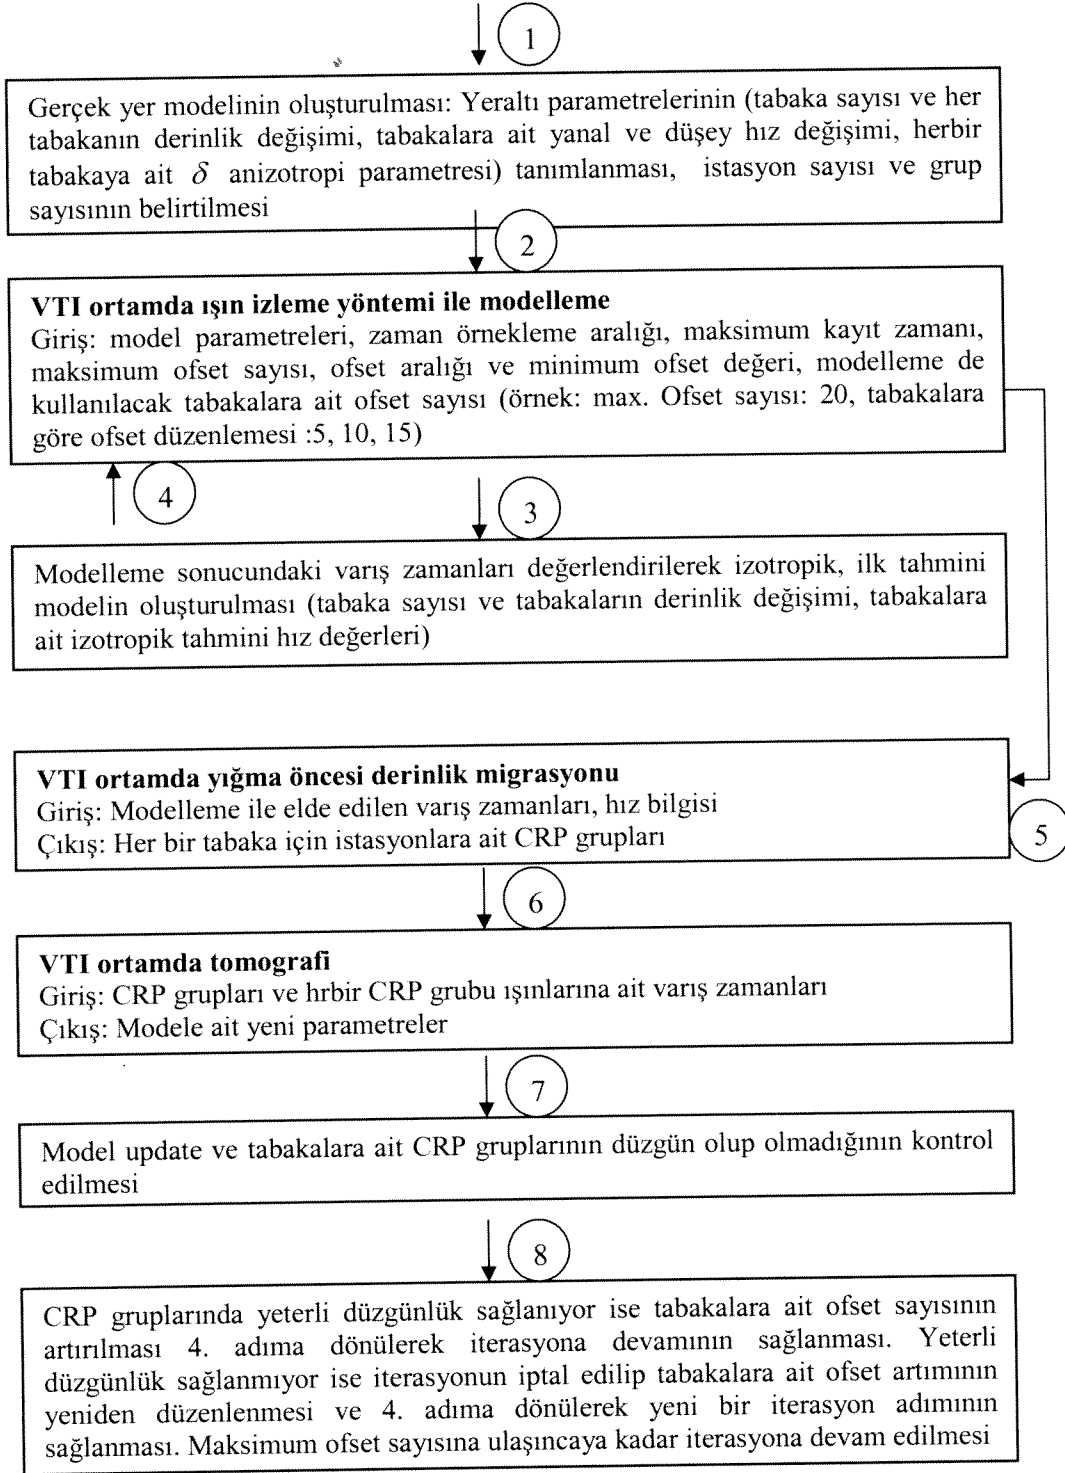 1
Gerçek yer modelinin oluşturulması: Yeraltı parametrelerinin (tabaka sayısı ve her
tabakanın derinlik değişimi, tabakalara ait yanal ve düşey hız değişimi, herbir
tabakaya ait δ anizotropi parametresi) tanımlanması, istasyon sayısı ve grup
sayısının belirtilmesi
2
VTI ortamda ışın izleme yöntemi ile modelleme
Giriş: model parametreleri, zaman örnekleme aralığı, maksimum kayıt zamanı,
maksimum ofset sayısı, ofset aralığı ve minimum ofset değeri, modelleme de
kullanılacak tabakalara ait ofset sayısı (örnek: max. Ofset sayısı: 20, tabakalara
göre ofset düzenlemesi :5, 10, 15)
4
3
Modelleme sonucundaki varış zamanları değerlendirilerek izotropik, ilk tahmini
modelin oluşturulması (tabaka sayısı ve tabakaların derinlik değişimi, tabakalara
ait izotropik tahmini hız değerleri)
VTI ortamda yığma öncesi derinlik migrasyonu
Giriş: Modelleme ile elde edilen varış zamanları, hız bilgisi
Çıkış: Her bir tabaka için istasyonlara ait CRP grupları
5
6
VTI ortamda tomografi
Giriş: CRP grupları ve hrbir CRP grubu ışınlarına ait varış zamanları
Çıkış: Modele ait yeni parametreler
7
Model update ve tabakalara ait CRP gruplarının düzgün olup olmadığının kontrol
edilmesi
8
CRP gruplarında yeterli düzgünlük sağlanıyor ise tabakalara ait ofset sayısının
artırılması 4. adıma dönülerek iterasyona devamının sağlanması. Yeterli
düzgünlük sağlanmıyor ise iterasyonun iptal edilip tabakalara ait ofset artımının
yeniden düzenlenmesi ve 4. adıma dönülerek yeni bir iterasyon adımının
sağlanması. Maksimum ofset sayısına ulaşıncaya kadar iterasyona devam edilmesi